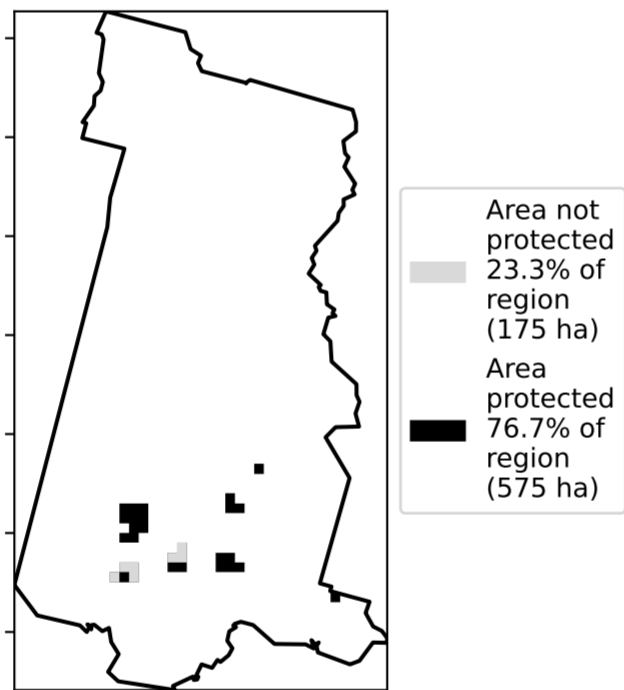 Area not
protected
23.3% of
region
(175 ha)
Area
protected
76.7% of
region
(575 ha)